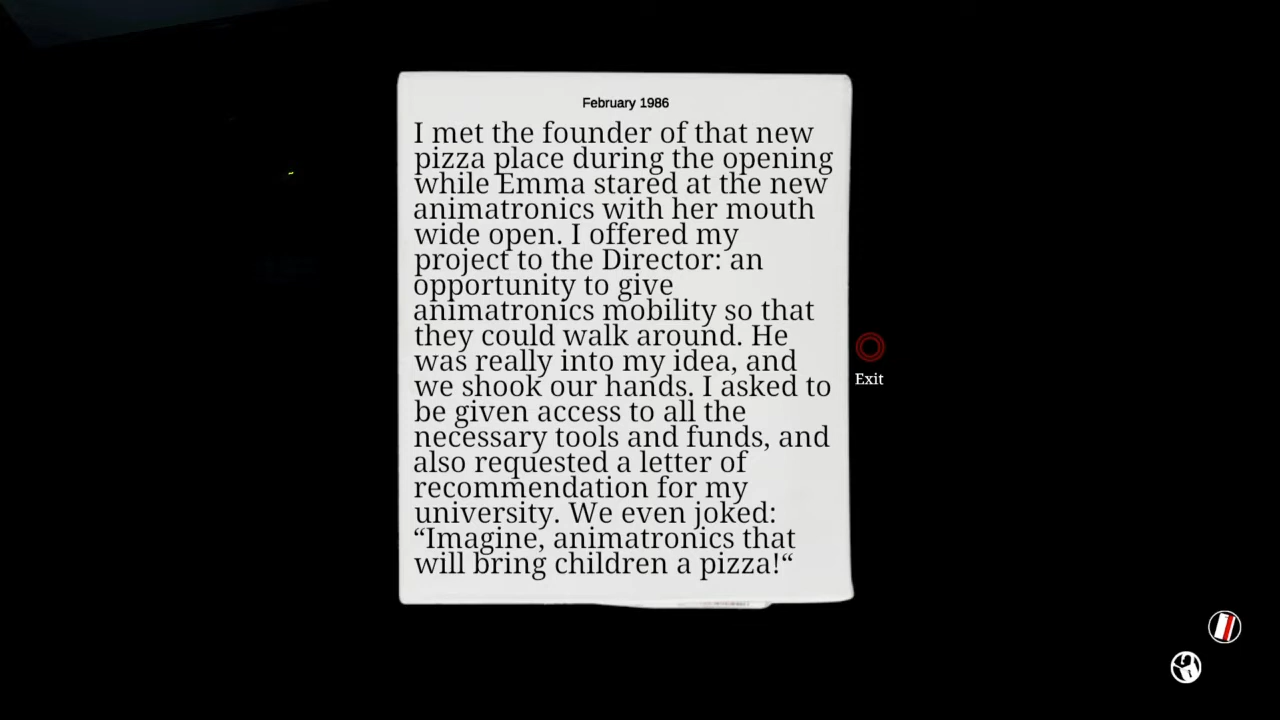 February 1986
I met the founder of that new
pizza place during the opening
while Emma stared at the new
animatronics with her mouth
wide open. I offered my
project to the Director: an
opportunity to give
animatronics mobility so that
they could walk around. He
was really into my idea, and
we shook our hands. I asked to
be given access to all the
necessary tools and funds, and
also requested a letter of
recommendation for my
university. We even joked:
“Imagine, animatronics that
will bring children a pizza!“
Exit